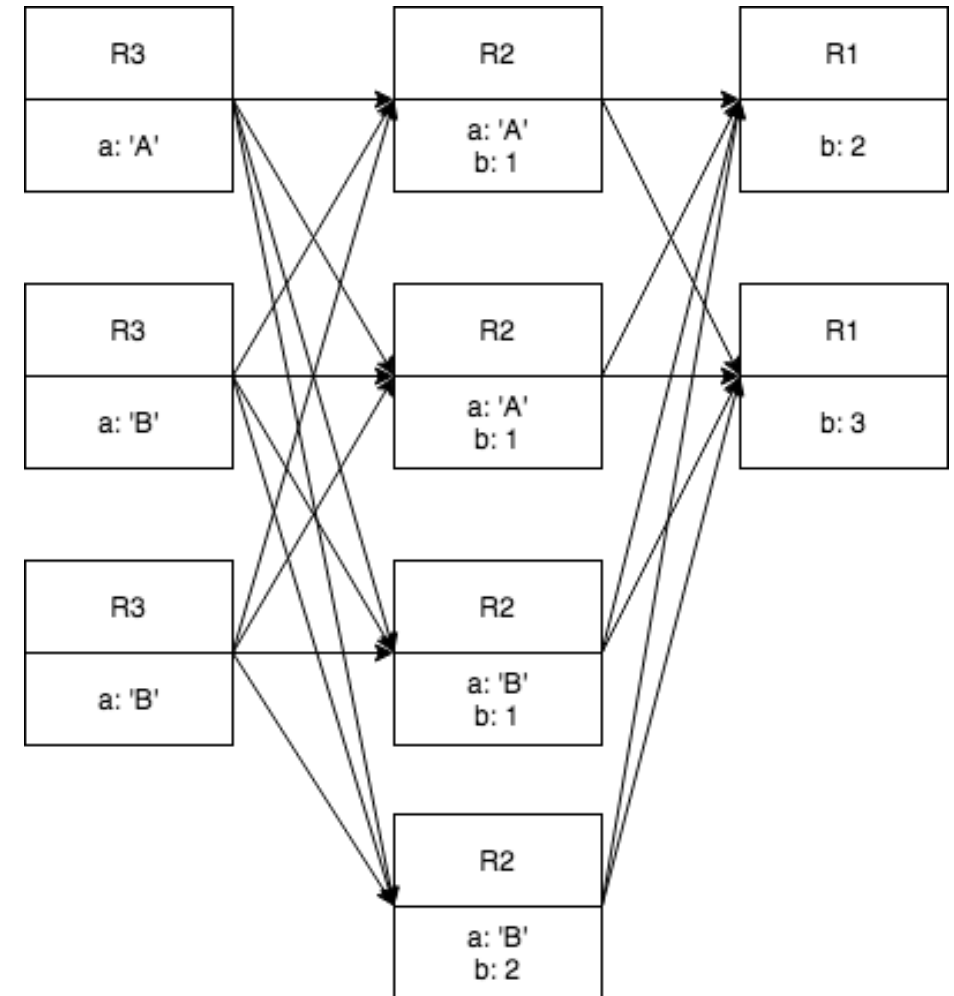 R3
a: 'A'
R2
a: 'A'
b: 1
R1
b: 2
R3
a: 'B'
R2
a: 'A'
b: 1
R1
b: 3
R3
a: 'B'
R2
a: 'B'
b: 1
R2
a: 'B'
b: 2